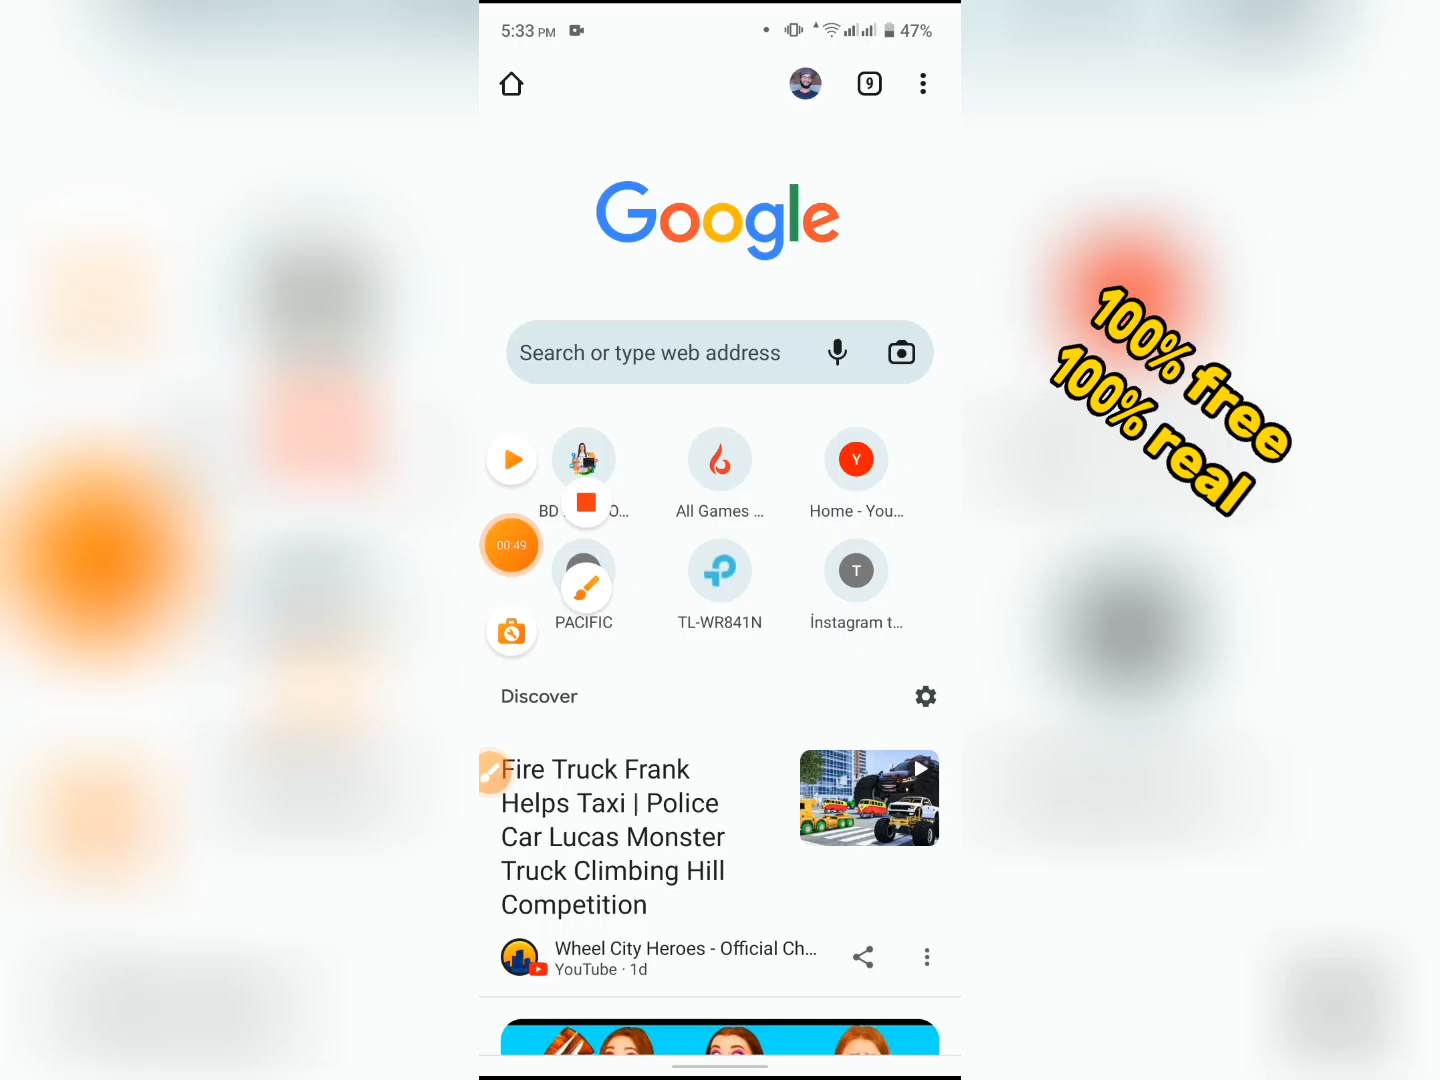 5:33 PM
47%
9
Google
Search or type web address
100% free
100% real
Y
BD
O...
All Games ...
Home - You...
00:49
T
PACIFIC
TL-WR841N
İnstagram t...
Discover
Fire Truck Frank
Helps Taxi | Police
Car Lucas Monster
Truck Climbing Hill
Competition
Wheel City Heroes - Official Ch...
YouTube · 1d